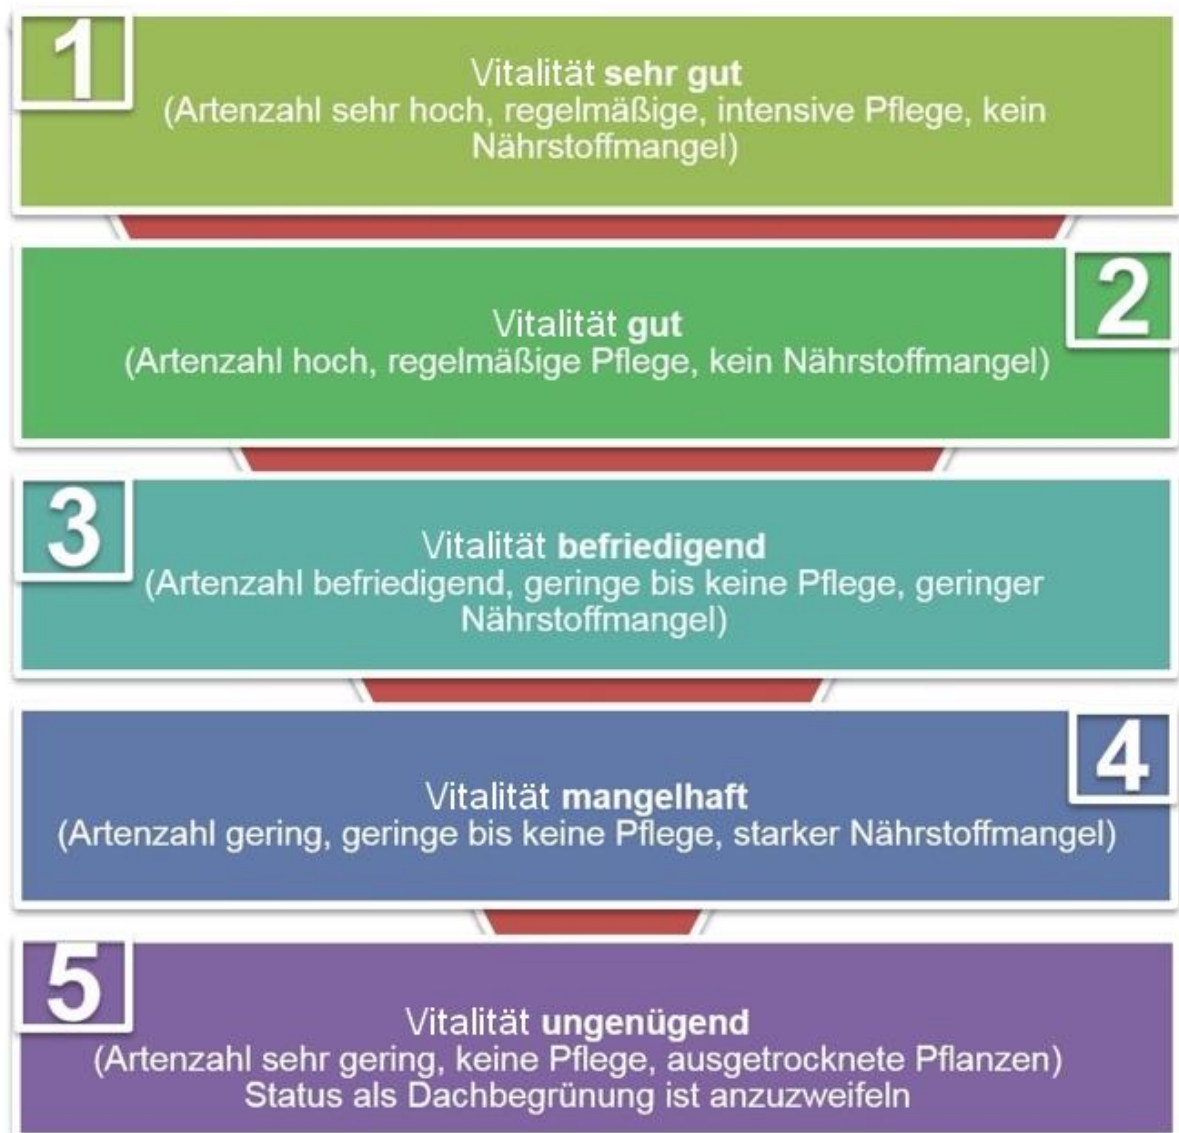 1
Vitalität sehr gut
(Artenzahl sehr hoch, regelmäßige, intensive Pflege, kein
Nährstoffmangel)
2
Vitalität gut
(Artenzahl hoch, regelmäßige Pflege, kein Nährstoffmangel)
3
Vitalität befriedigend
(Artenzahl befriedigend, geringe bis keine Pflege, geringer
Nährstoffmangel)
4
Vitalität mangelhaft
(Artenzahl gering, geringe bis keine Pflege, starker Nährstoffmangel)
5
Vitalität ungenügend
(Artenzahl sehr gering, keine Pflege, ausgetrocknete Pflanzen)
Status als Dachbegrünung ist anzuzweifeln